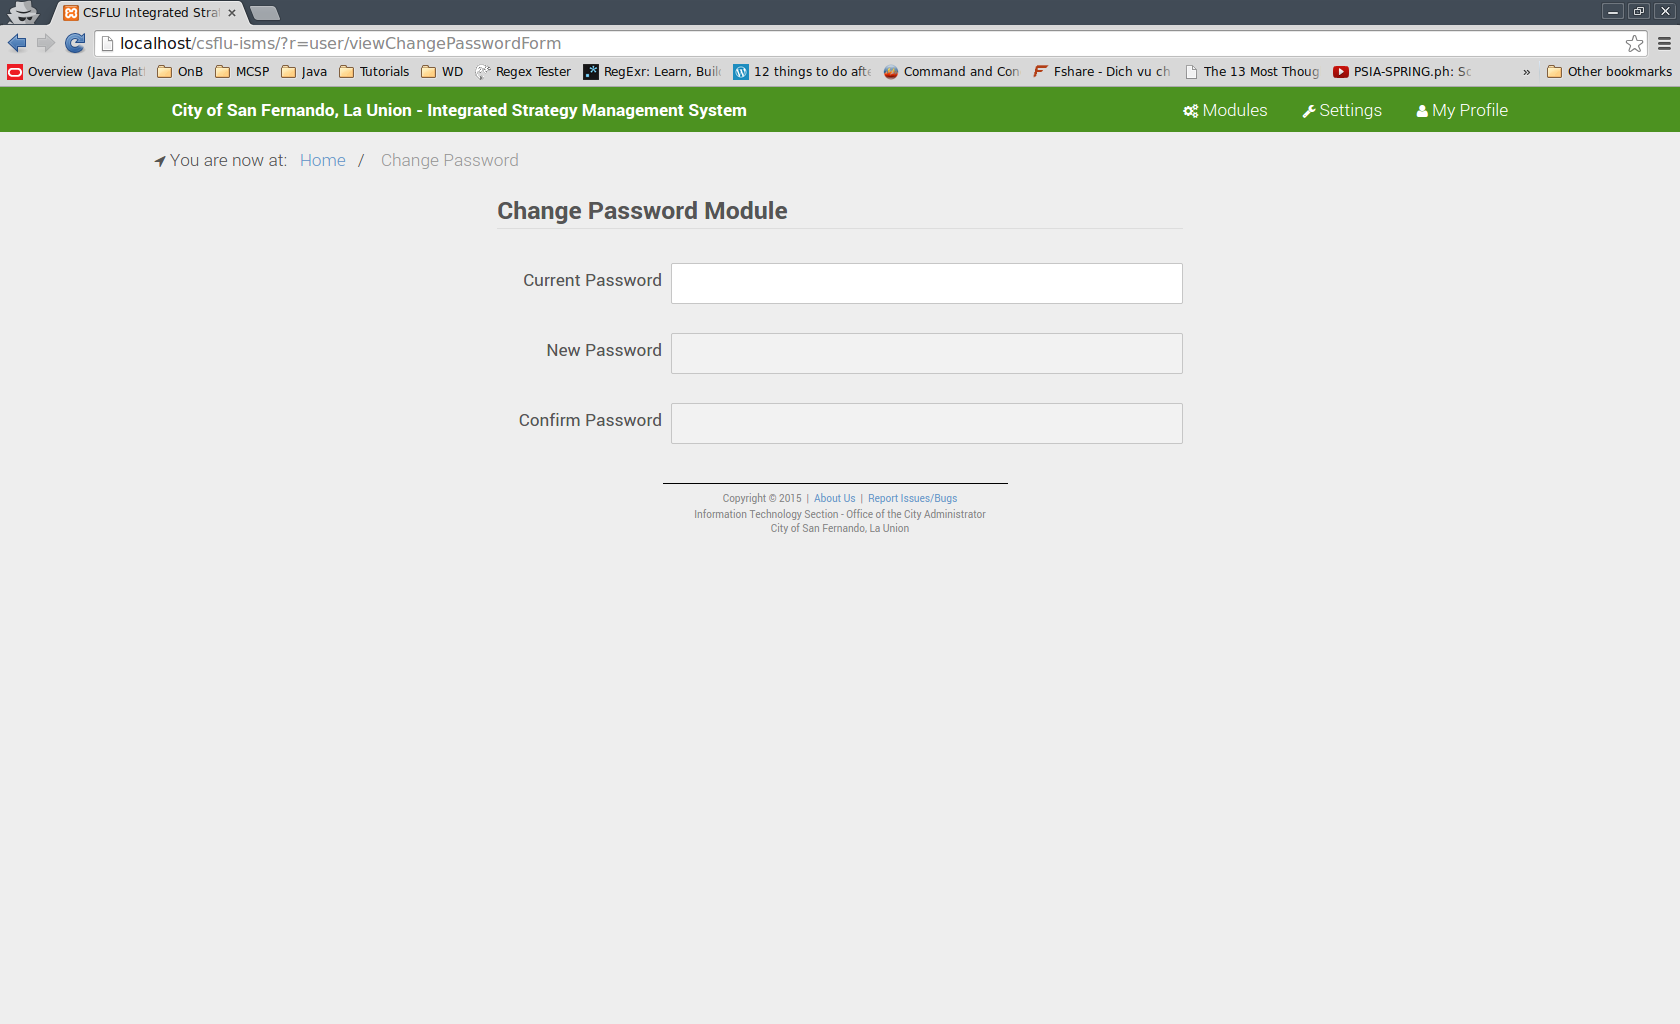 CSFLU Integrated Stra
localhost/csflu-isms/?r=user/viewChangePasswordForm
Overview (Java Plat OnB MCSP Java Tutorials WD Regex Tester RegExr: Learn, Buil 12 things to do afte Command and Con Fshare - Dich vu ch The 13 Most Thoug PSIA-SPRING.ph: Sc » Other bookmarks
City of San Fernando, La Union - Integrated Strategy Management System Modules Settings My Profile
You are now at: Home / Change Password
Change Password Module
Current Password
New Password
Confirm Password
Copyright © 2015 | About Us | Report Issues/Bugs
Information Technology Section - Office of the City Administrator
City of San Fernando, La Union